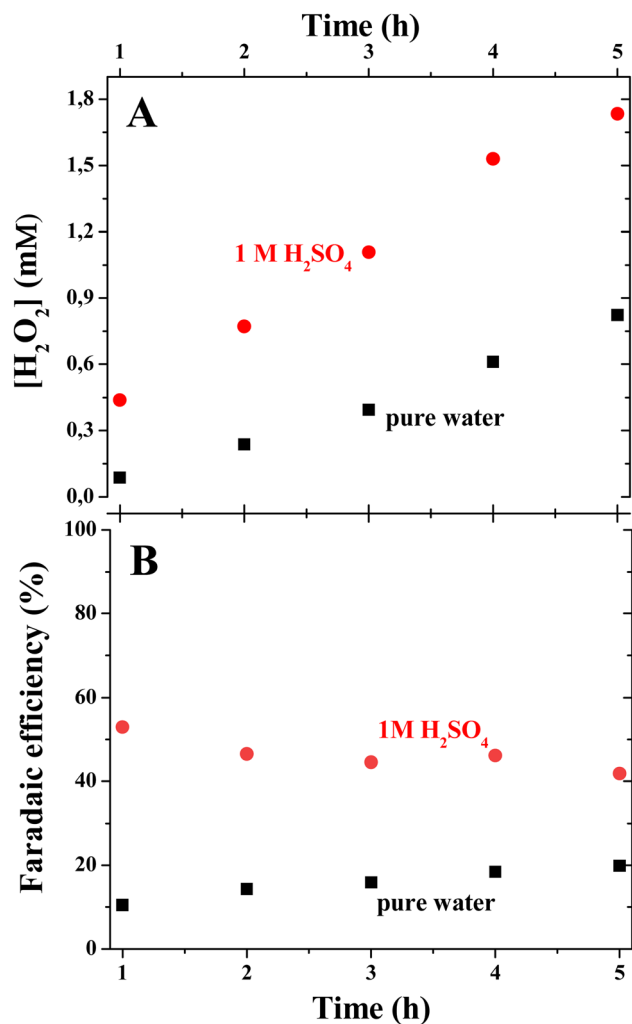 Time (h)
1 2 3 4 5
A
1,8
1,5
1,2
0,9
0,6
0,3
0,0
[H₂O₂] (mM)
1 M H₂SO₄
pure water
B
100
80
60
40
20
0
Faradaic efficiency (%)
1M H₂SO₄
pure water
1 2 3 4 5
Time (h)